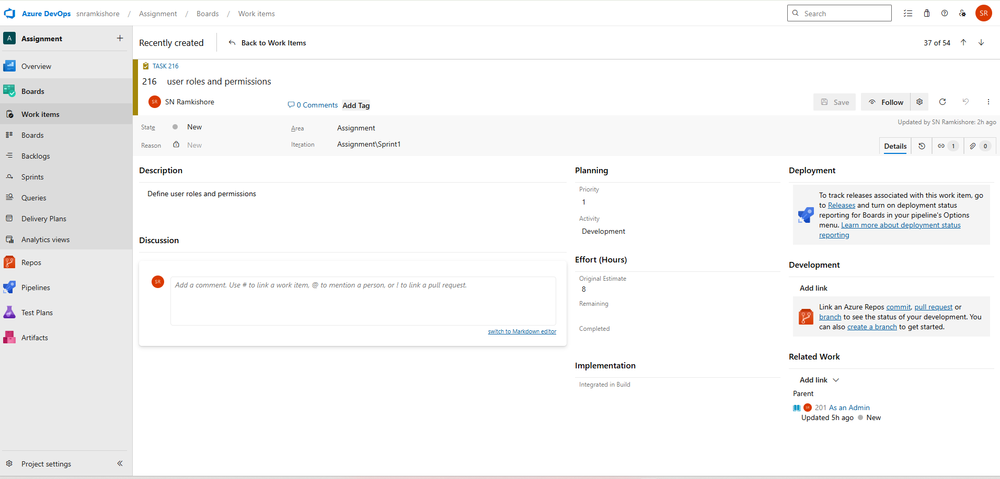 Azure DevOps snramkishore / Assignment / Boards / Work items Search SR
A Assignment +
Recently created Back to Work Items 37 of 54
Overview
Boards
Work items
Boards
Backlogs
Sprints
Queries
Delivery Plans
Analytics views
Repos
Pipelines
Test Plans
Artifacts
Project settings
TASK 216
216 user roles and permissions
SR SN Ramkishore 0 Comments Add Tag Save Follow
Updated by SN Ramkishore: 2h ago
State New Area Assignment
Reason New Iteration Assignment\Sprint1
Details 1 0
Description
Define user roles and permissions
Discussion
SR Add a comment. Use # to link a work item, @ to mention a person, or ! to link a pull request.
switch to Markdown editor
Planning
Priority
1
Activity
Development
Effort (Hours)
Original Estimate
8
Remaining
Completed
Implementation
Integrated in Build
Deployment
To track releases associated with this work item, go
to Releases and turn on deployment status
reporting for Boards in your pipeline's Options
menu. Learn more about deployment status
reporting
Development
Add link
Link an Azure Repos commit, pull request or
branch to see the status of your development. You
can also create a branch to get started.
Related Work
Add link
Parent
SR 201 As an Admin
Updated 5h ago New